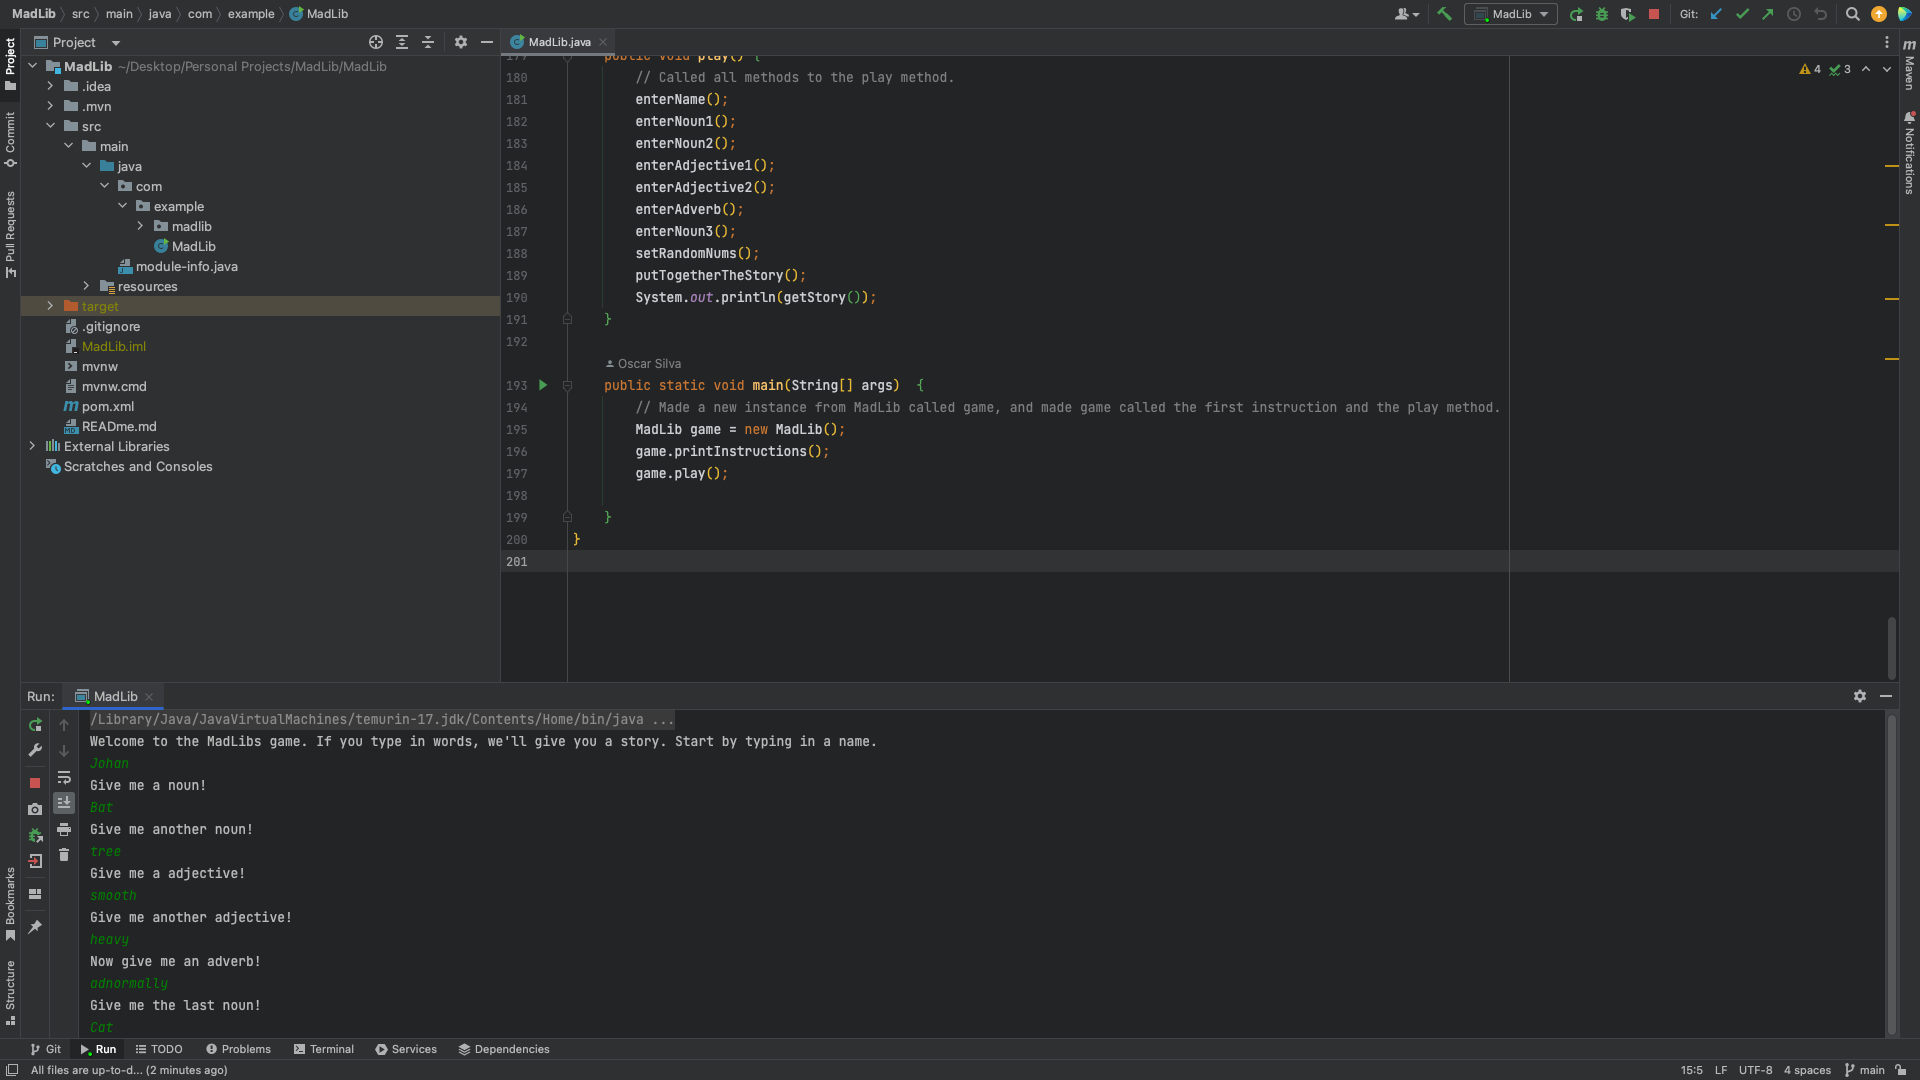 MadLib src main java com example MadLib
MadLib
Git:
Project
MadLib.java
MadLib ~/Desktop/Personal Projects/MadLib/MadLib
.idea
.mvn
src
main
java
com
example
madlib
MadLib
module-info.java
resources
target
.gitignore
MadLib.iml
mvnw
mvnw.cmd
pom.xml
READme.md
External Libraries
Scratches and Consoles
Project
Commit
Pull Requests
Bookmarks
Structure
4 3
179 public void play() {
180 // Called all methods to the play method.
181 enterName();
182 enterNoun1();
183 enterNoun2();
184 enterAdjective1();
185 enterAdjective2();
186 enterAdverb();
187 enterNoun3();
188 setRandomNums();
189 putTogetherTheStory();
190 System.out.println(getStory());
191 }
192
Oscar Silva
193 public static void main(String[] args) {
194 // Made a new instance from MadLib called game, and made game called the first instruction and the play method.
195 MadLib game = new MadLib();
196 game.printInstructions();
197 game.play();
198
199 }
200 }
201
m
Maven
Notifications
Run: MadLib
/Library/Java/JavaVirtualMachines/temurin-17.jdk/Contents/Home/bin/java ...
Welcome to the MadLibs game. If you type in words, we'll give you a story. Start by typing in a name.
Johan
Give me a noun!
Bat
Give me another noun!
tree
Give me a adjective!
smooth
Give me another adjective!
heavy
Now give me an adverb!
adnormally
Give me the last noun!
Cat
Git Run TODO Problems Terminal Services Dependencies
All files are up-to-d... (2 minutes ago)
15:5 LF UTF-8 4 spaces main